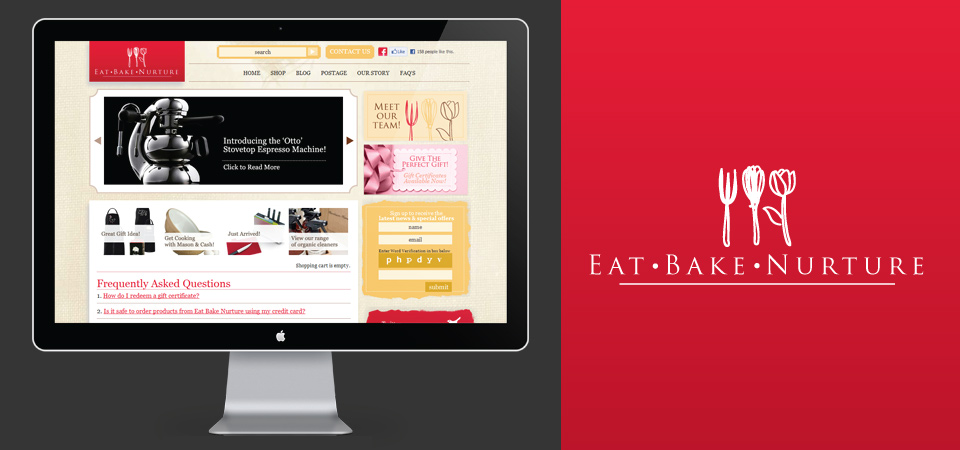 EAT • BAKE • NURTURE
search
CONTACT US
Like
158 people like this.
HOME SHOP BLOG POSTAGE OUR STORY FAQ'S
Introducing the 'Otto'
Stovetop Espresso Machine!
Click to Read More
MEET
OUR
TEAM!
GIVE THE
PERFECT GIFT!
Gift Certificates
Available Now!
Great Gift Idea!
Get Cooking
with Mason & Cash!
Just Arrived!
View our range
of organic cleaners
Shopping cart is empty.
Sign up to receive the
latest news & special offers
name
email
Enter Word Verification in box below
p h p d y v
submit
Frequently Asked Questions
1. How do I redeem a gift certificate?
2. Is it safe to order products from Eat Bake Nurture using my credit card?
EAT • BAKE • NURTURE